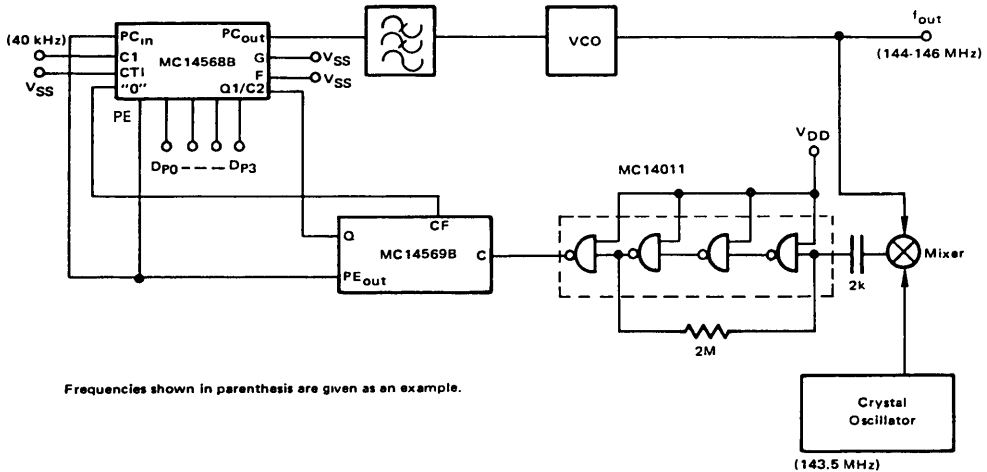 (40 kHz)
PCin
C1
CTI
"0"
VSS
PE
MC14568B
PCout
G
F
Q1/C2
VSS
VSS
DP0 ---- DP3
VCO
fout
(144-146 MHz)
VDD
MC14011
CF
Q
MC14569B
C
PEout
2k
Mixer
2M
Frequencies shown in parenthesis are given as an example.
Crystal
Oscillator
(143.5 MHz)